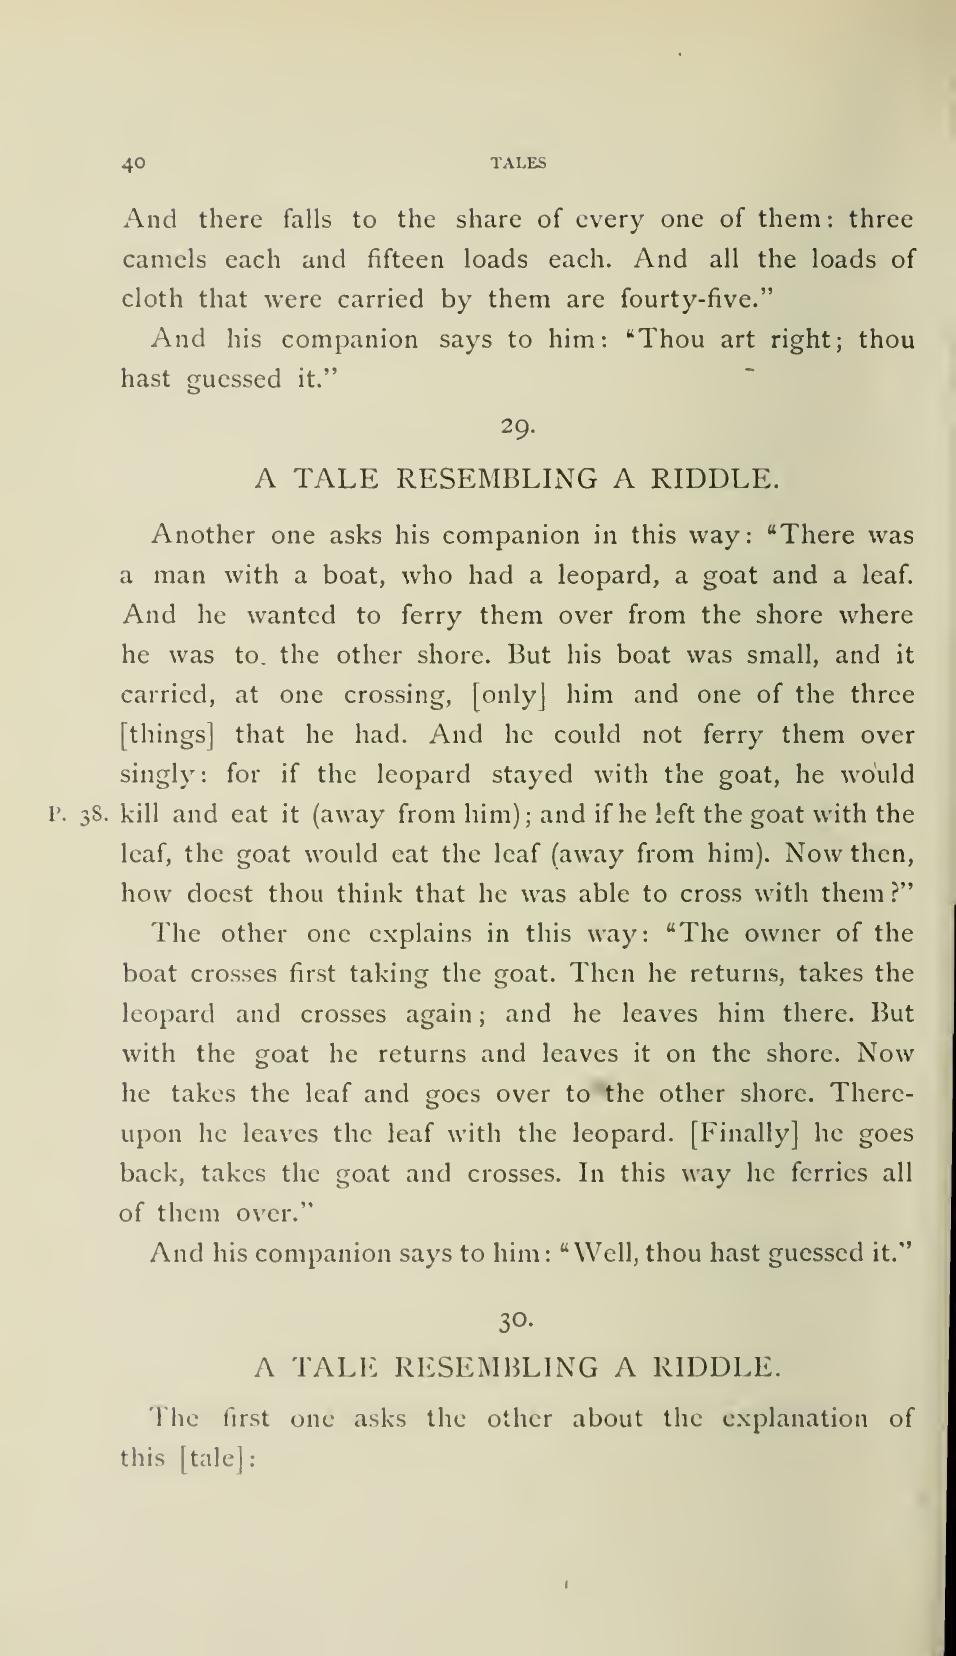 40 TALES
And there falls to the share of every one of them: three
camels each and fifteen loads each. And all the loads of
cloth that were carried by them are fourty-five.”
And his companion says to him: “Thou art right; thou
hast guessed it.”
29.
A TALE RESEMBLING A RIDDLE.
Another one asks his companion in this way: “There was
a man with a boat, who had a leopard, a goat and a leaf.
And he wanted to ferry them over from the shore where
he was to. the other shore. But his boat was small, and it
carried, at one crossing, [only] him and one of the three
[things] that he had. And he could not ferry them over
singly: for if the leopard stayed with the goat, he would
P. 38. kill and eat it (away from him); and if he left the goat with the
leaf, the goat would eat the leaf (away from him). Now then,
how doest thou think that he was able to cross with them?”
The other one explains in this way: “The owner of the
boat crosses first taking the goat. Then he returns, takes the
leopard and crosses again; and he leaves him there. But
with the goat he returns and leaves it on the shore. Now
he takes the leaf and goes over to the other shore. There-
upon he leaves the leaf with the leopard. [Finally] he goes
back, takes the goat and crosses. In this way he ferries all
of them over.”
And his companion says to him: “Well, thou hast guessed it.”
30.
A TALE RESEMBLING A RIDDLE.
The first one asks the other about the explanation of
this [tale]: